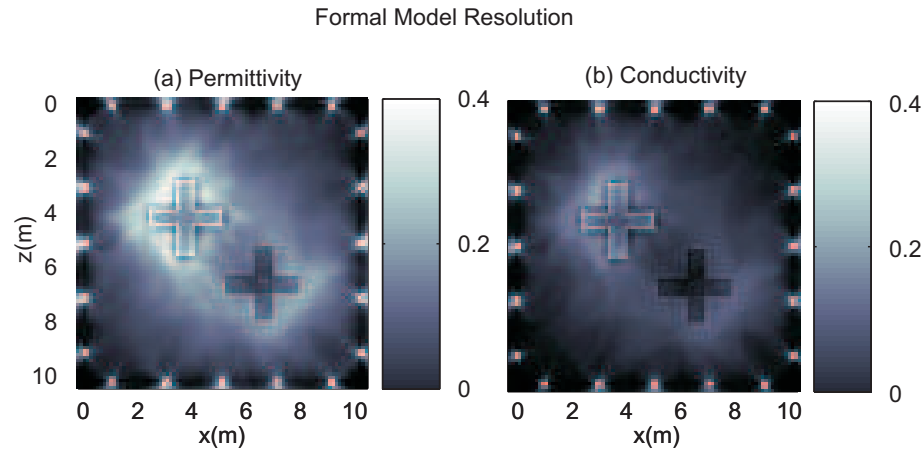 Formal Model Resolution
(a) Permittivity
(b) Conductivity
0
2
4
6
8
10
z(m)
0.4
0.2
0
0.4
0.2
0
0 2 4 6 8 10
0 2 4 6 8 10
x(m)
x(m)